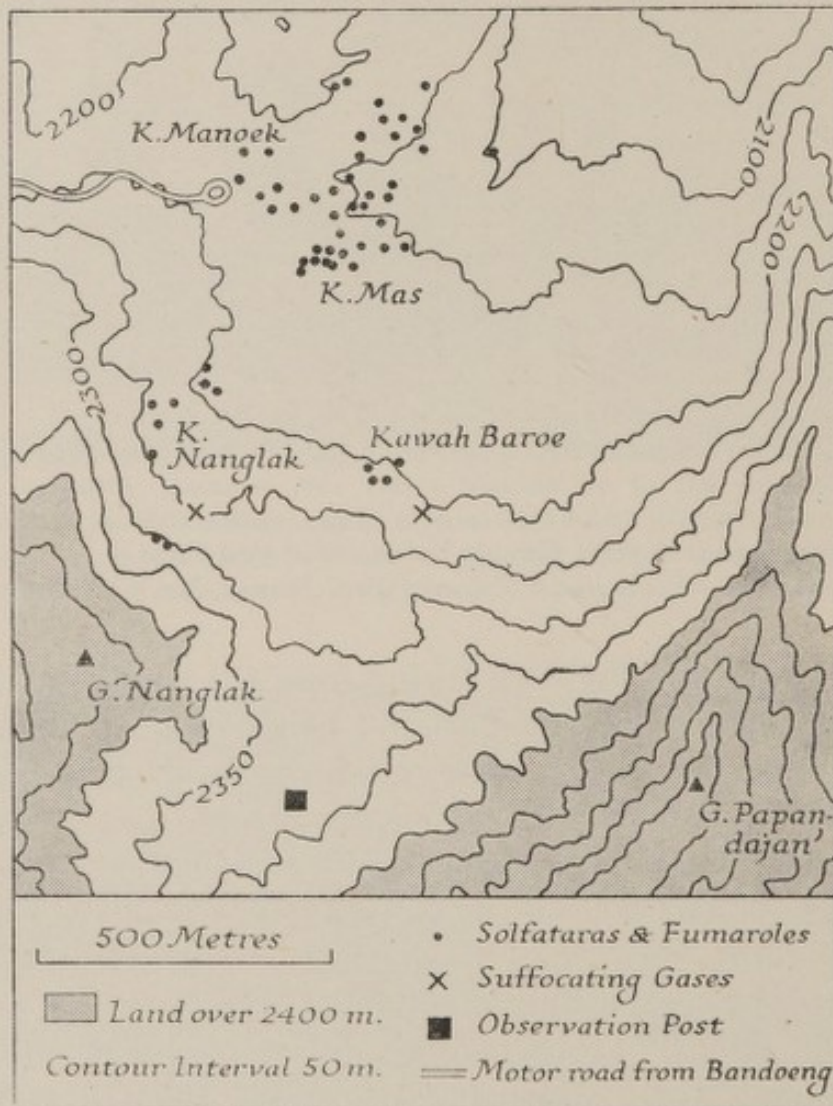 2200
K. Manoek
2100
2200
K. Mas
2300
K.
Nanglak
Kawah Baroe
G. Nanglak
2350
G. Papan-
dajan
500 Metres
Land over 2400 m.
Contour Interval 50 m.
Solfataras & Fumaroles
Suffocating Gases
Observation Post
Motor road from Bandoeng